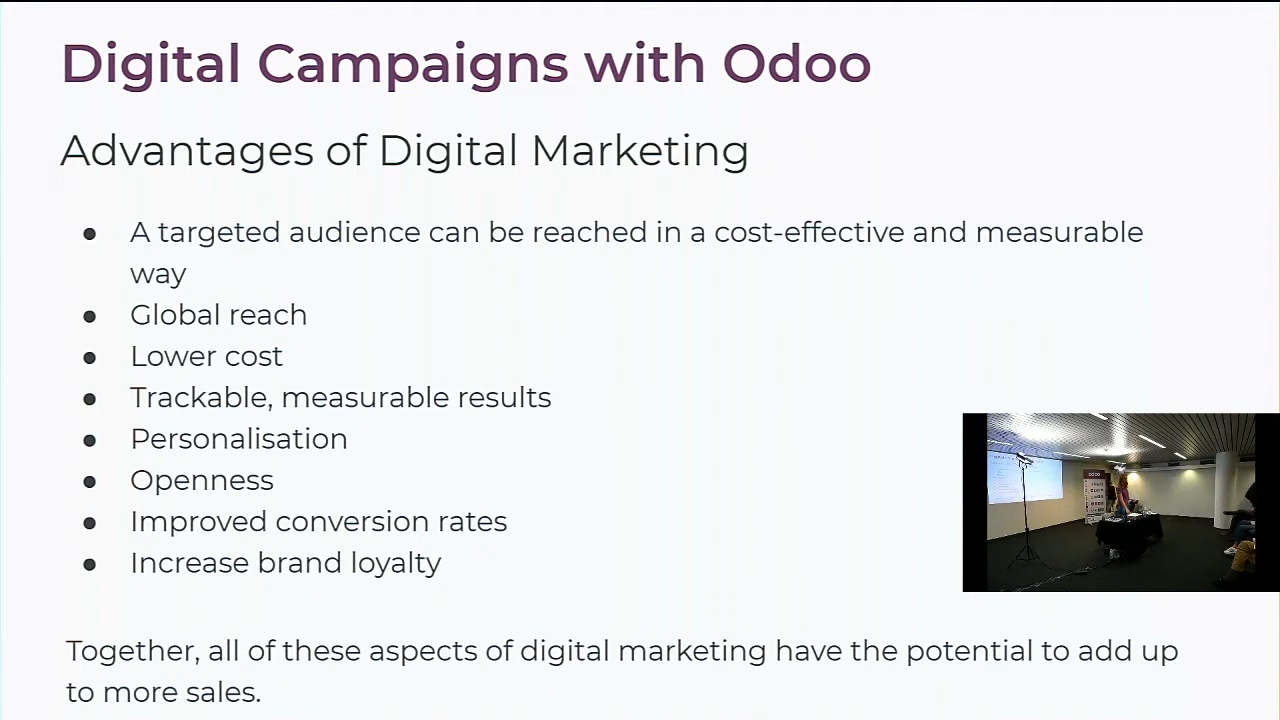 Digital Campaigns with Odoo
Advantages of Digital Marketing
● A targeted audience can be reached in a cost-effective and measurable
way
● Global reach
● Lower cost
● Trackable, measurable results
● Personalisation
● Openness
● Improved conversion rates
● Increase brand loyalty
Together, all of these aspects of digital marketing have the potential to add up
to more sales.
odoo